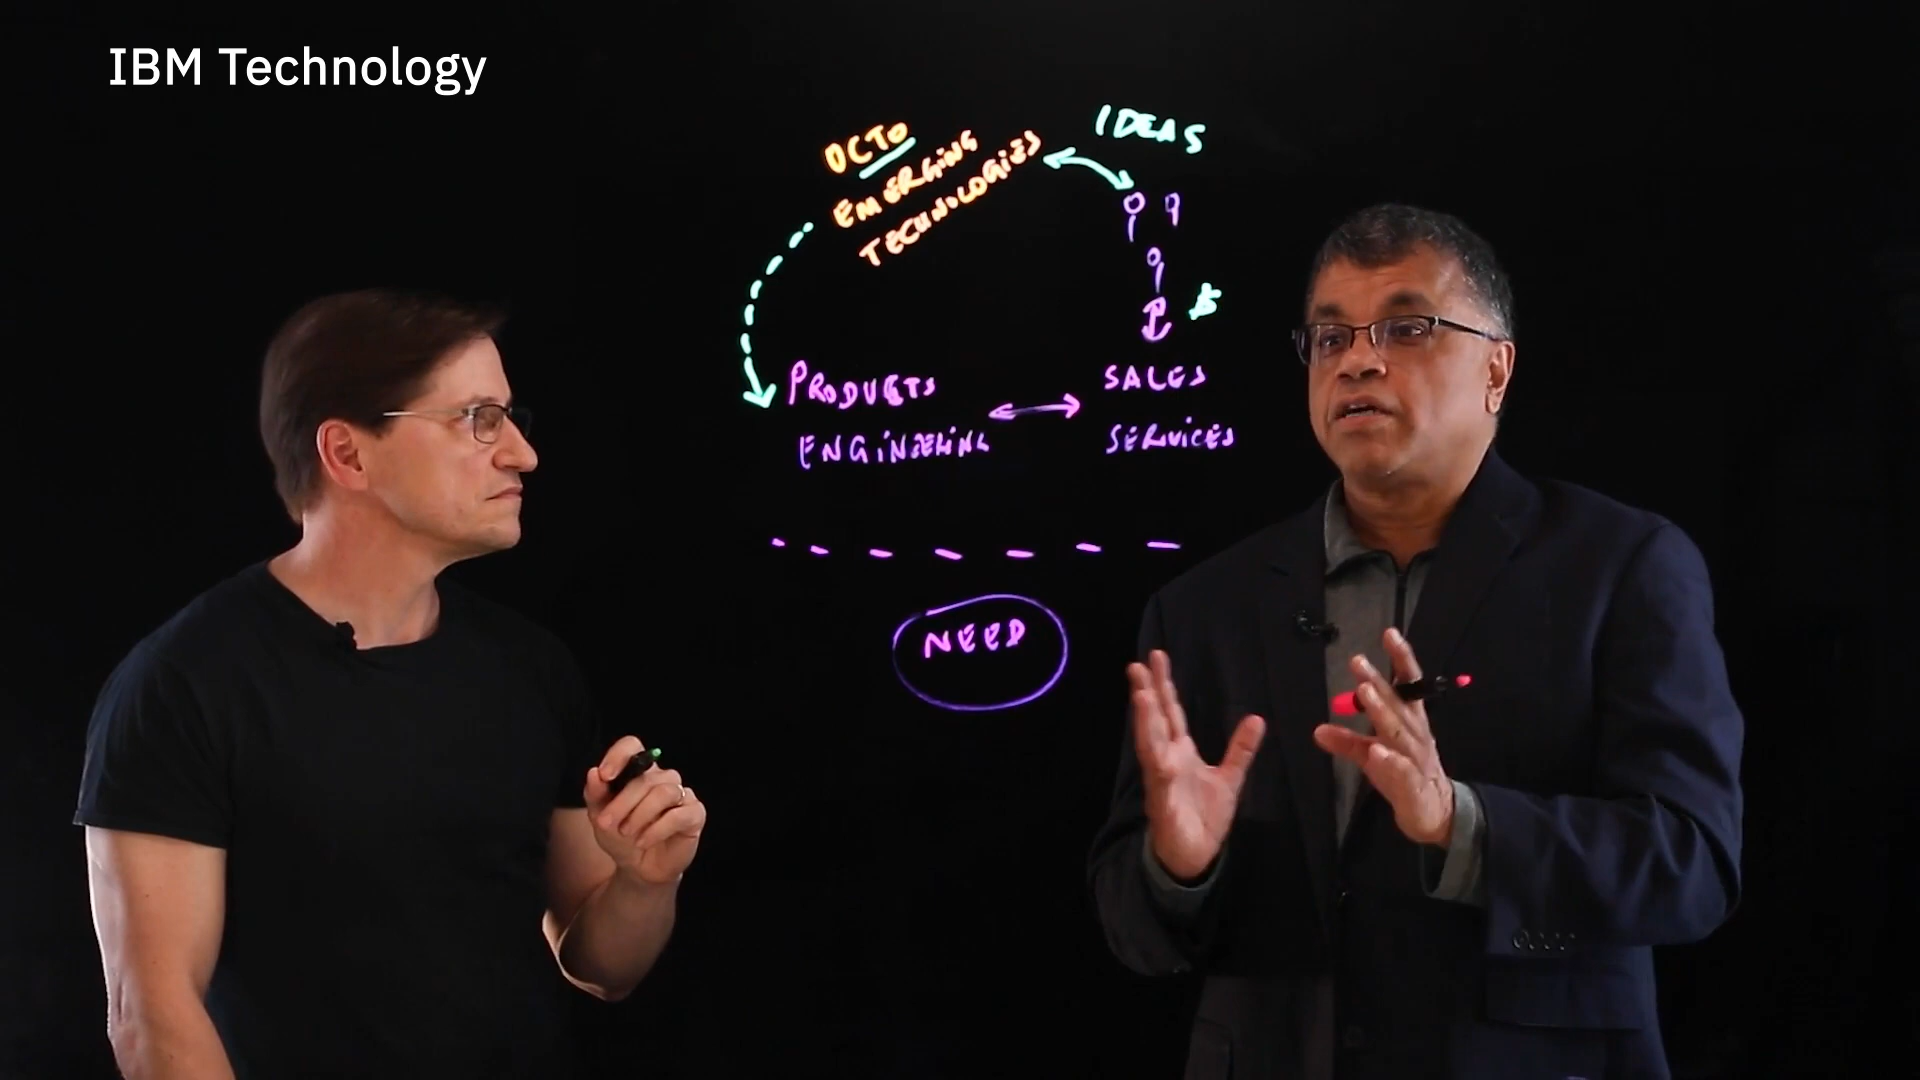 IBM Technology
OCTO
EMERGING
TECHNOLOGIES
IDEAS
$
PRODUCTS
ENGINEERING
SALES
SERVICES
NEED